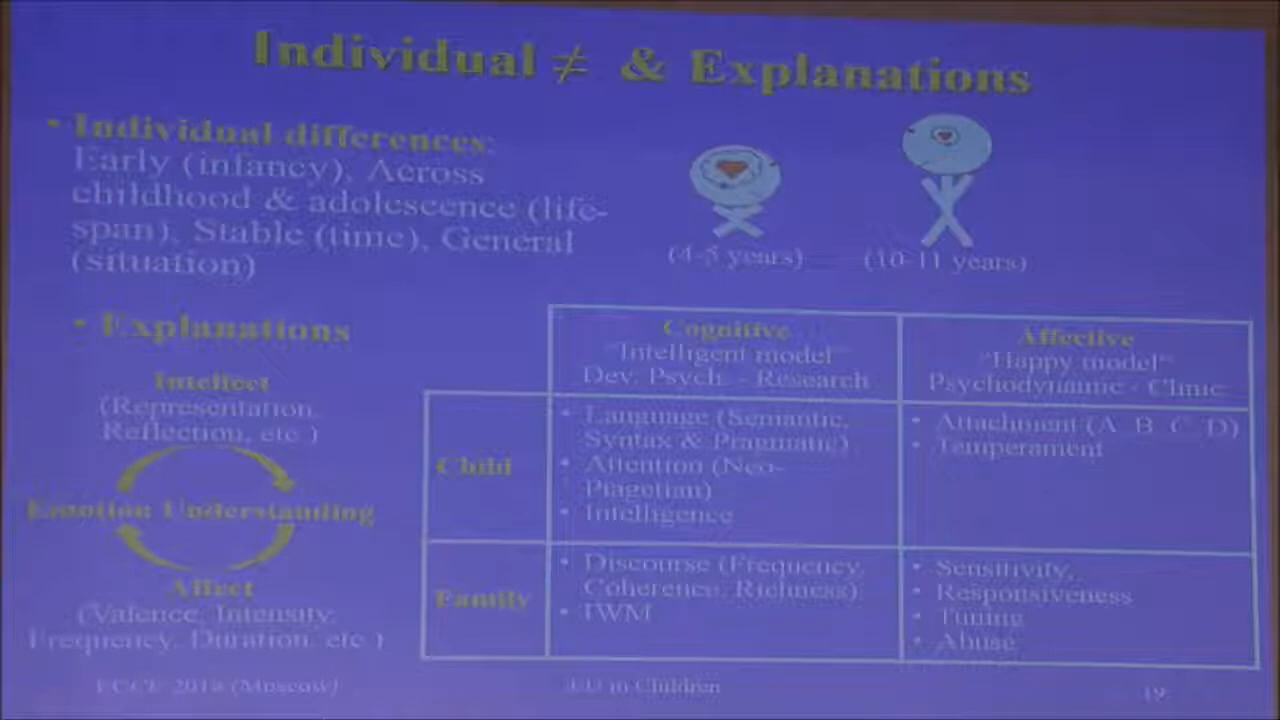 Individual ≠ & Explanations
• Individual differences:
Early (infancy), Across
childhood & adolescence (life-
span), Stable (time), General
(situation)
(4-5 years)
(10-11 years)
• Explanations
Intellect
(Representation,
Reflection, etc.)
Emotion Understanding
Affect
(Valence, Intensity,
Frequency, Duration, etc.)
Cognitive
"Intelligent model"
Dev. Psych. - Research
Affective
"Happy model"
Psychodynamic - Clinic
Child
• Language (Semantic,
Syntax & Pragmatic)
• Attention (Neo-
Piagetian)
• Intelligence
• Attachment (A B C D)
• Temperament
Family
• Discourse (Frequency,
Coherence, Richness)
• IWM
• Sensitivity,
• Responsiveness
• Tuning
• Abuse
(Moscow)
EU in Children
19